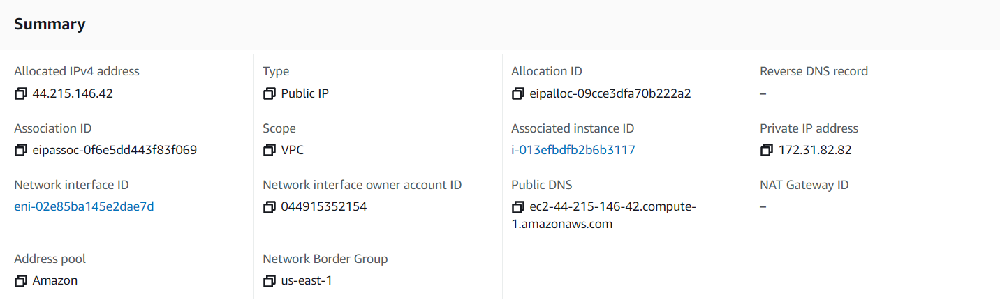 Summary
Allocated IPv4 address
44.215.146.42
Type
Public IP
Allocation ID
eipalloc-09cce3dfa70b222a2
Reverse DNS record
–
Association ID
eipassoc-0f6e5dd443f83f069
Scope
VPC
Associated instance ID
i-013efbdfb2b6b3117
Private IP address
172.31.82.82
Network interface ID
eni-02e85ba145e2dae7d
Network interface owner account ID
044915352154
Public DNS
ec2-44-215-146-42.compute-
1.amazonaws.com
NAT Gateway ID
–
Address pool
Amazon
Network Border Group
us-east-1